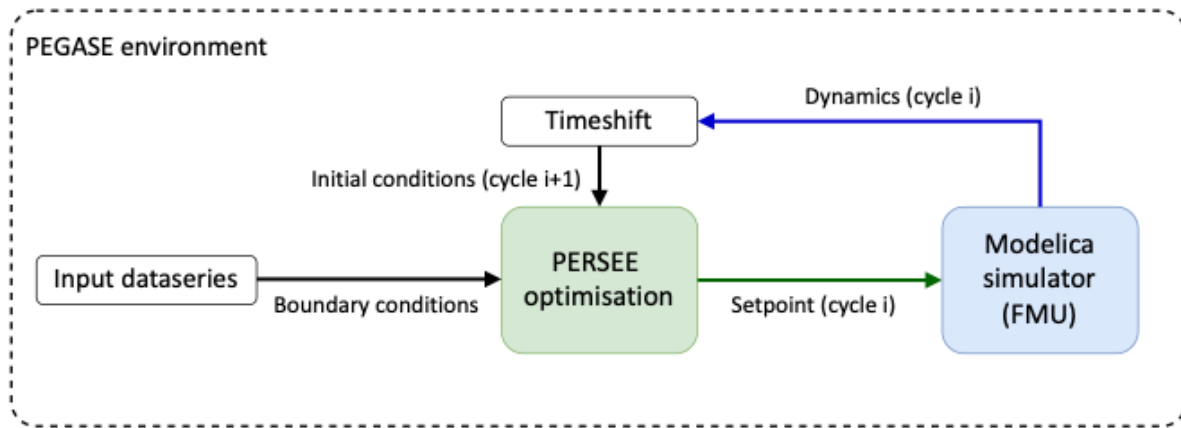 PEGASE environment
Dynamics (cycle i)
Timeshift
Initial conditions (cycle i+1)
PERSEE
optimisation
Modelica
simulator
(FMU)
Input dataseries
Boundary conditions
Setpoint (cycle i)